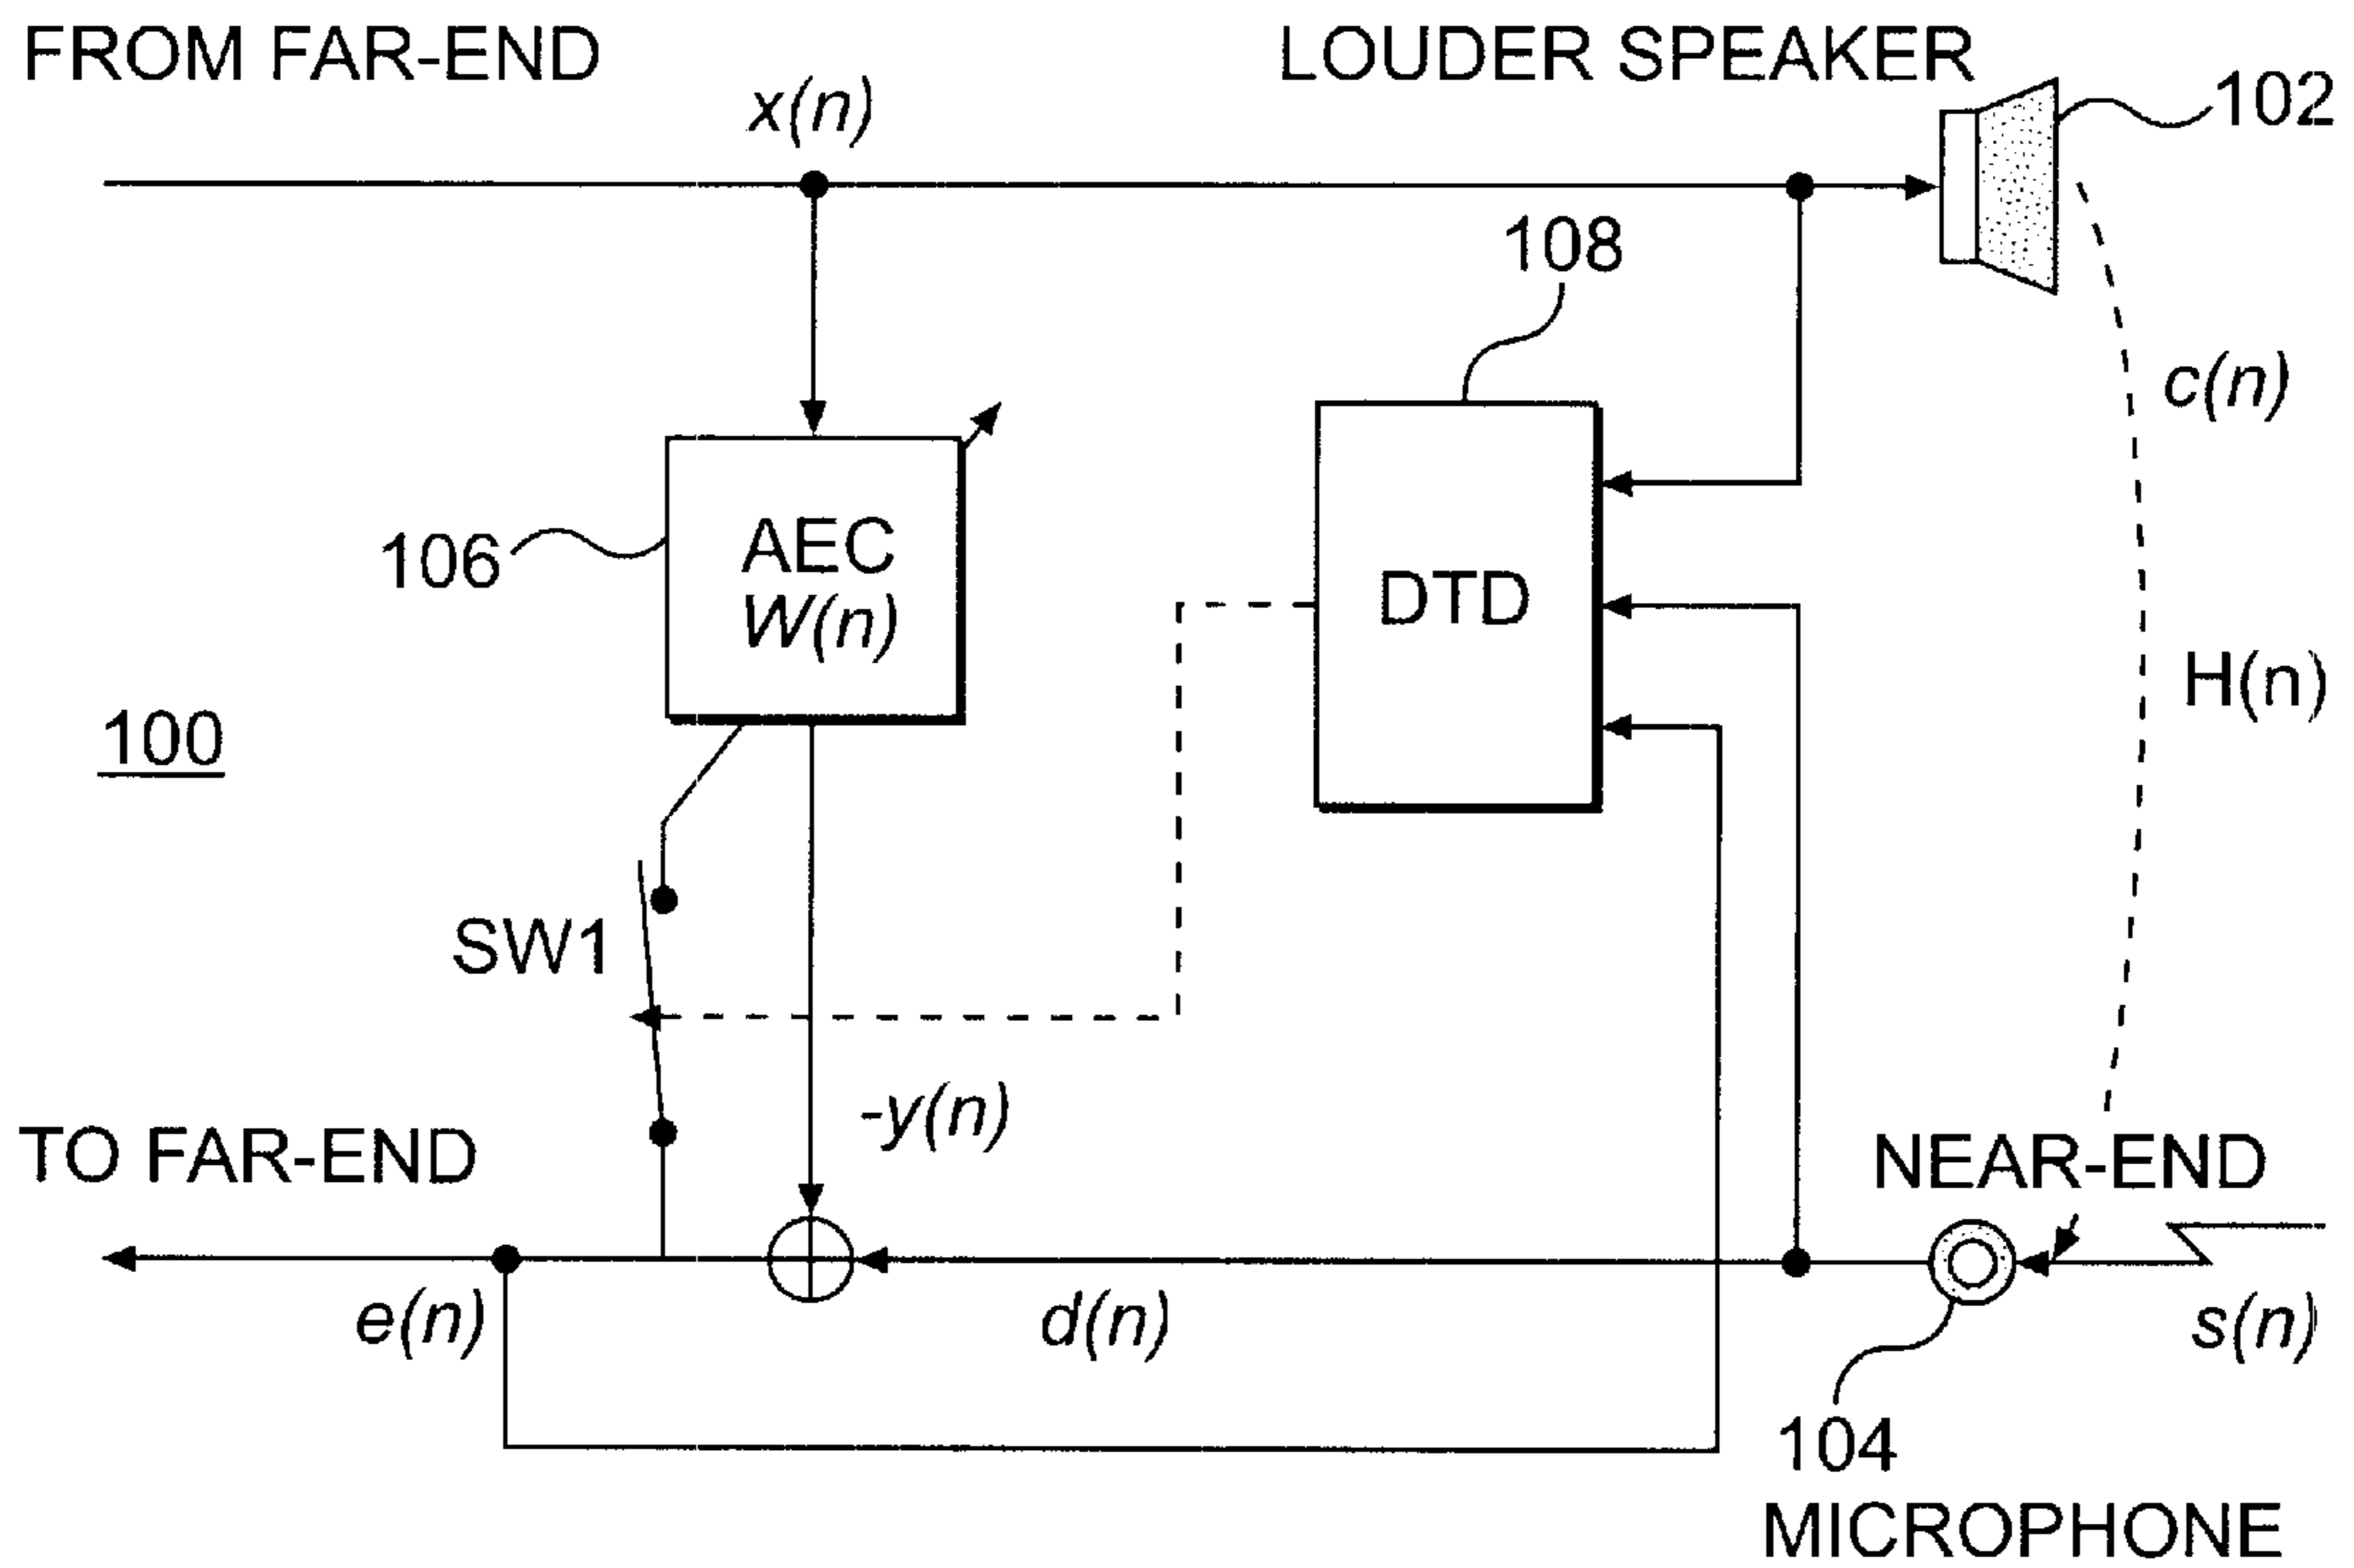 FROM FAR-END
LOUDER SPEAKER
x(n)
102
108
c(n)
106
AEC
W(n)
DTD
H(n)
100
SW1
-y(n)
TO FAR-END
NEAR-END
e(n)
d(n)
s(n)
104
MICROPHONE